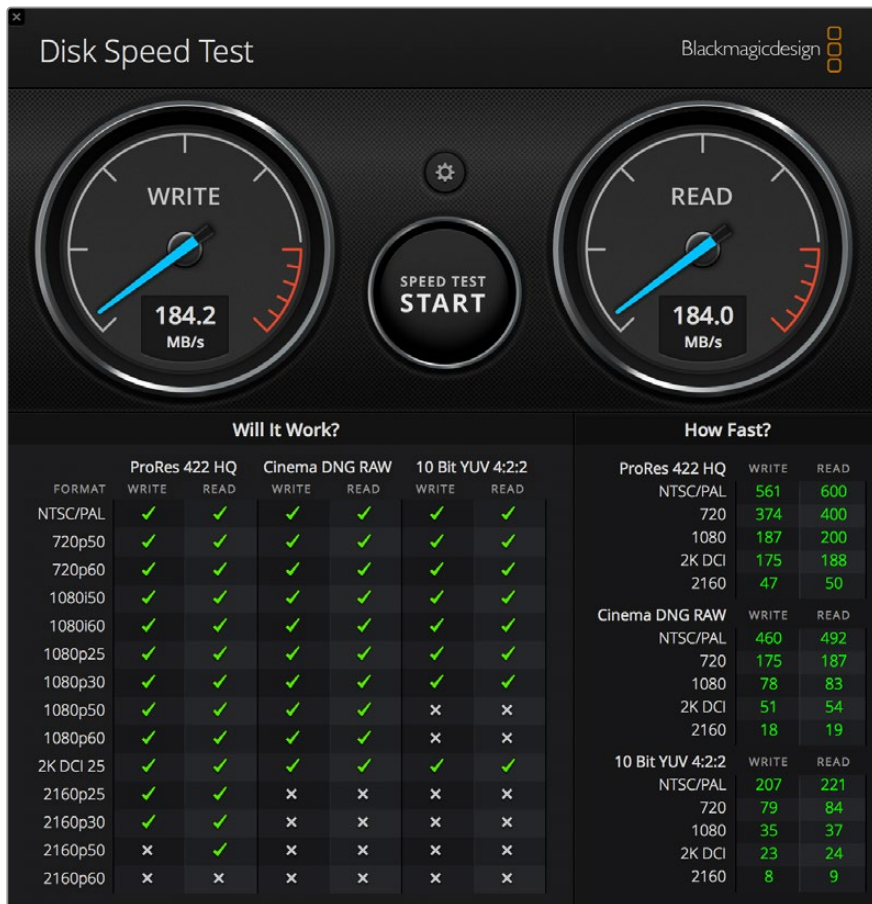 Disk Speed Test
Blackmagicdesign
WRITE
184.2
MB/s
SPEED TEST
START
READ
184.0
MB/s
Will It Work?
ProRes 422 HQ Cinema DNG RAW 10 Bit YUV 4:2:2
FORMAT WRITE READ WRITE READ WRITE READ
NTSC/PAL
720p50
720p60
1080i50
1080i60
1080p25
1080p30
1080p50
1080p60
2K DCI 25
2160p25
2160p30
2160p50
2160p60
How Fast?
ProRes 422 HQ WRITE READ
NTSC/PAL 561 600
720 374 400
1080 187 200
2K DCI 175 188
2160 47 50
Cinema DNG RAW WRITE READ
NTSC/PAL 460 492
720 175 187
1080 78 83
2K DCI 51 54
2160 18 19
10 Bit YUV 4:2:2 WRITE READ
NTSC/PAL 207 221
720 79 84
1080 35 37
2K DCI 23 24
2160 8 9